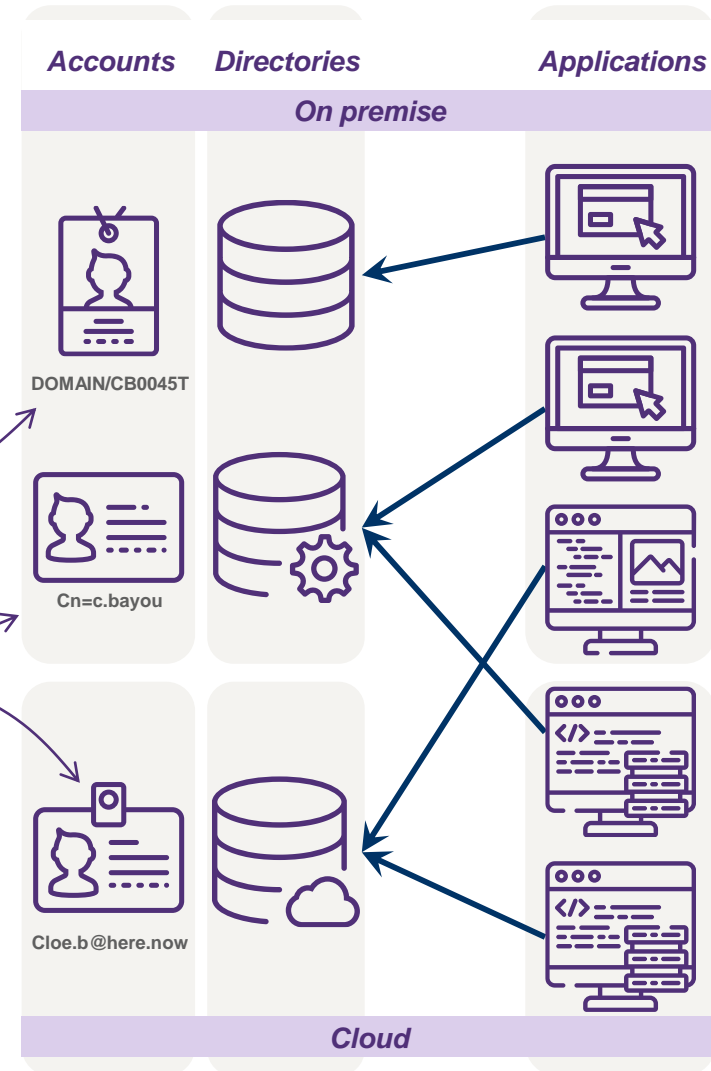 Accounts
Directories
Applications
On premise
DOMAIN/CB0045T
Cn=c.bayou
</>
Cloe.b@here.now
</>
Cloud